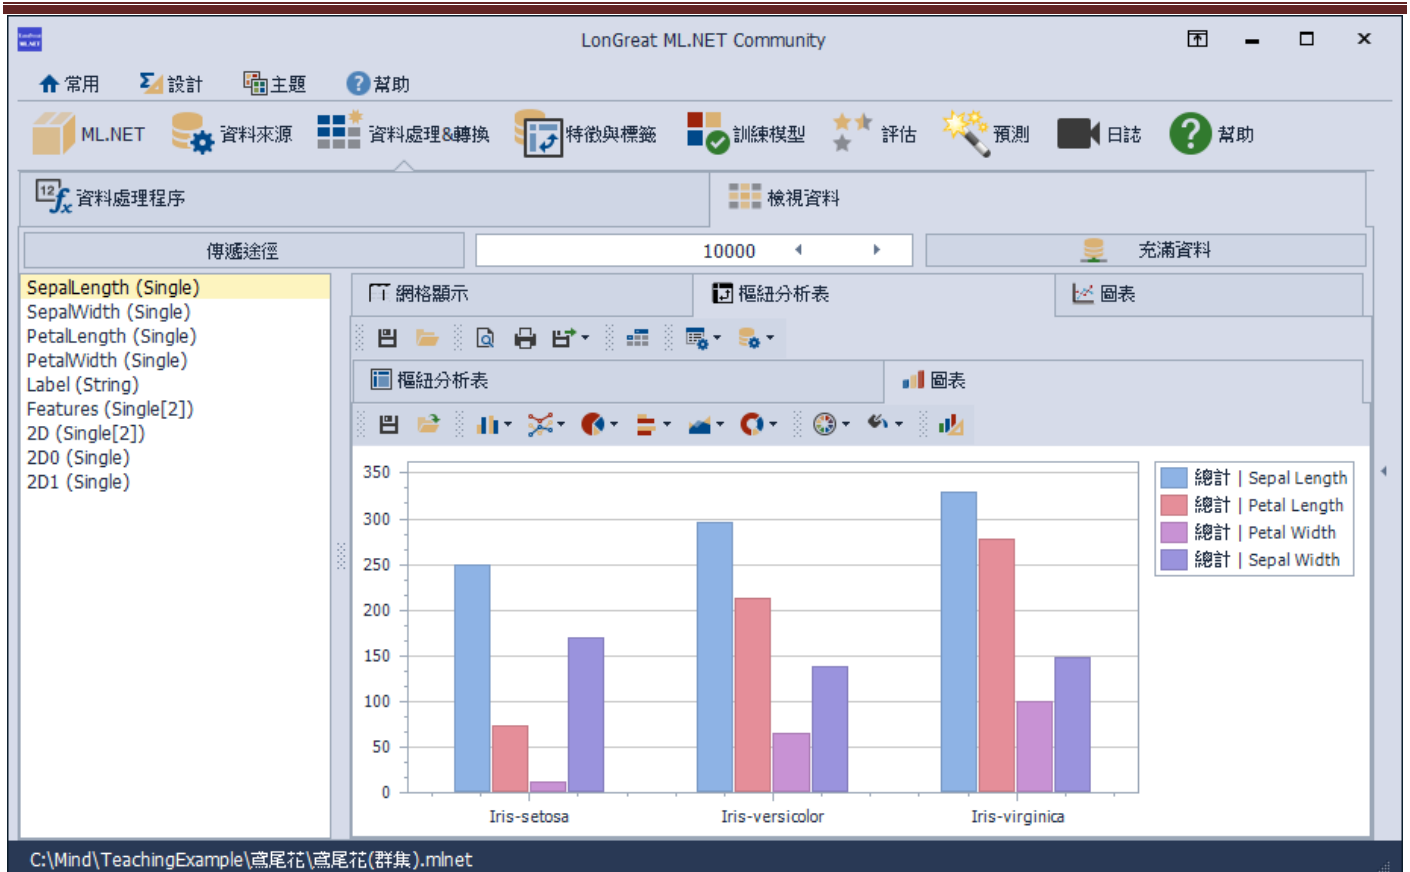 LonGreat ML.NET
LonGreat ML.NET Community
常用 設計 主題 幫助
ML.NET 資料來源 資料處理&轉換 特徵與標籤 訓練模型 評估 預測 日誌 幫助
資料處理程序 檢視資料
傳遞途徑 10000 充滿資料
SepalLength (Single)
SepalWidth (Single)
PetalLength (Single)
PetalWidth (Single)
Label (String)
Features (Single[2])
2D (Single[2])
2D0 (Single)
2D1 (Single)
網格顯示 樞紐分析表 圖表
樞紐分析表 圖表
350
300
250
200
150
100
50
0
Iris-setosa Iris-versicolor Iris-virginica
總計 | Sepal Length
總計 | Petal Length
總計 | Petal Width
總計 | Sepal Width
C:\Mind\TeachingExample\鳶尾花\鳶尾花(群集).mlnet